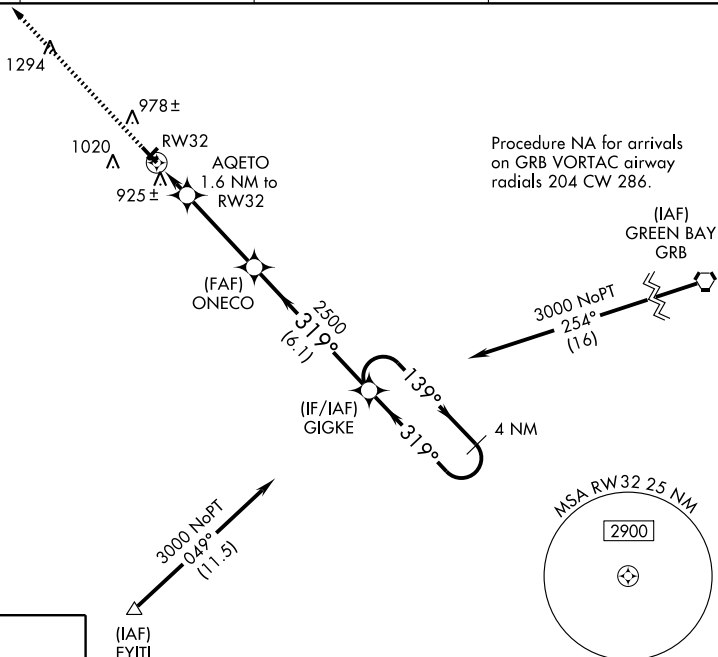 1294
978±
1020
RW32
925±
AQETO
1.6 NM to
RW32
Procedure NA for arrivals
on GRB VORTAC airway
radials 204 CW 286.
(IAF)
GREEN BAY
GRB
(FAF)
ONECO
3000 NoPT
254°
(16)
2500
319°
(6.1)
(IF/IAF)
GIGKE
139°
319°
4 NM
3000 NoPT
049°
(11.5)
(IAF)
MSA RW32 25 NM
2900